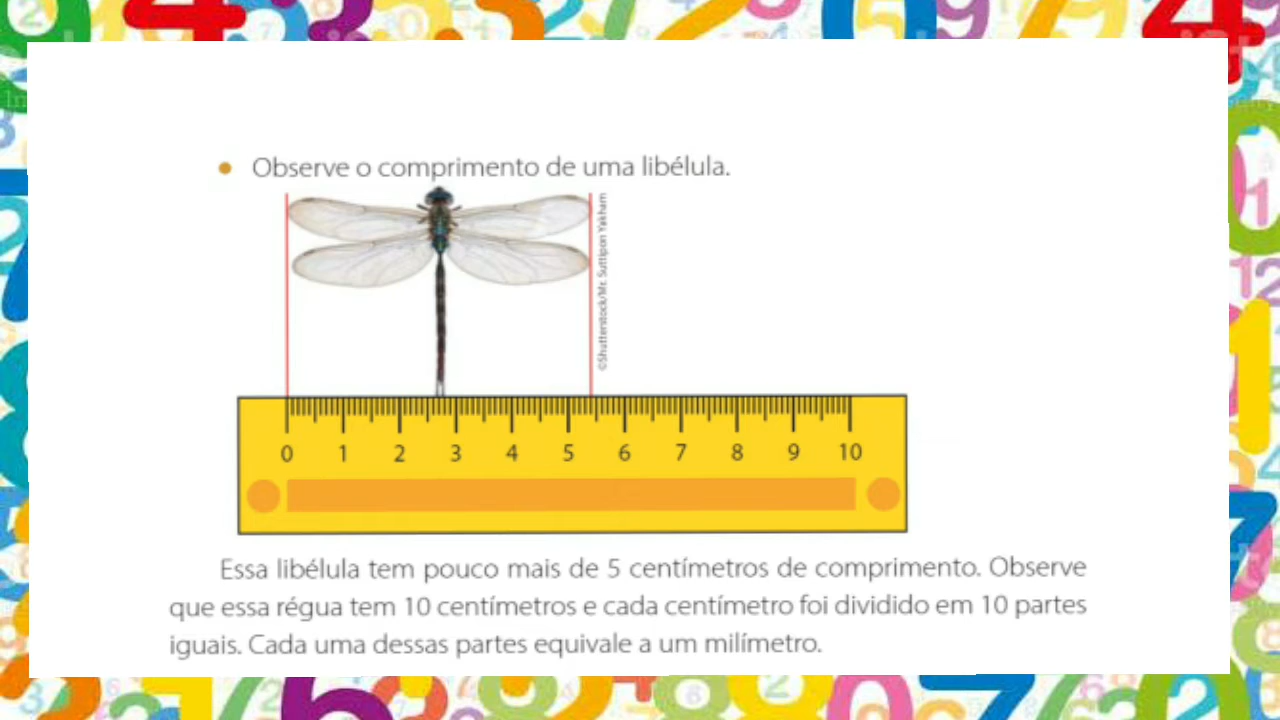 Observe o comprimento de uma libélula.
©Shutterstock/Mr. Suttipon Yakham
0 1 2 3 4 5 6 7 8 9 10
Essa libélula tem pouco mais de 5 centímetros de comprimento. Observe
que essa régua tem 10 centímetros e cada centímetro foi dividido em 10 partes
iguais. Cada uma dessas partes equivale a um milímetro.